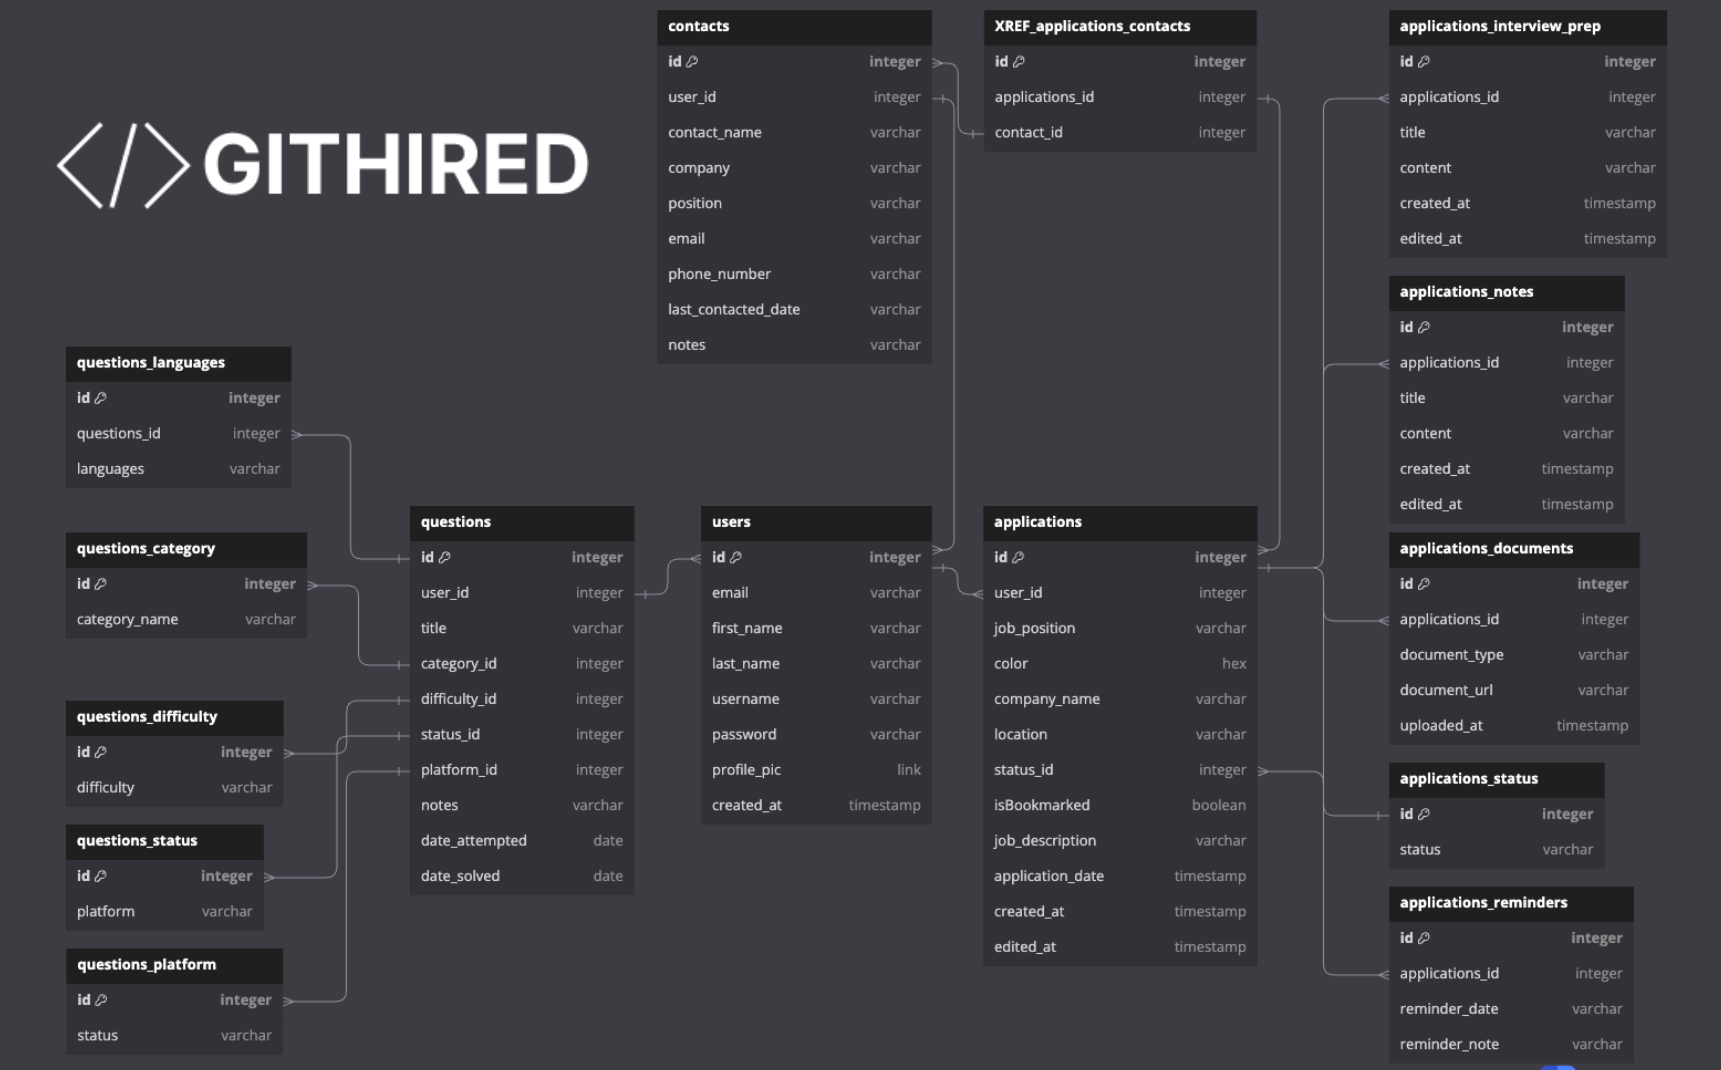 </> GITHIRED
contacts
id integer
user_id integer
contact_name varchar
company varchar
position varchar
email varchar
phone_number varchar
last_contacted_date varchar
notes varchar
XREF_applications_contacts
id integer
applications_id integer
contact_id integer
applications_interview_prep
id integer
applications_id integer
title varchar
content varchar
created_at timestamp
edited_at timestamp
applications_notes
id integer
applications_id integer
title varchar
content varchar
created_at timestamp
edited_at timestamp
questions_languages
id integer
questions_id integer
languages varchar
questions_category
id integer
category_name varchar
questions_difficulty
id integer
difficulty varchar
questions_status
id integer
platform varchar
questions_platform
id integer
status varchar
questions
id integer
user_id integer
title varchar
category_id integer
difficulty_id integer
status_id integer
platform_id integer
notes varchar
date_attempted date
date_solved date
users
id integer
email varchar
first_name varchar
last_name varchar
username varchar
password varchar
profile_pic link
created_at timestamp
applications
id integer
user_id integer
job_position varchar
color hex
company_name varchar
location varchar
status_id integer
isBookmarked boolean
job_description varchar
application_date timestamp
created_at timestamp
edited_at timestamp
applications_documents
id integer
applications_id integer
document_type varchar
document_url varchar
uploaded_at timestamp
applications_status
id integer
status varchar
applications_reminders
id integer
applications_id integer
reminder_date varchar
reminder_note varchar